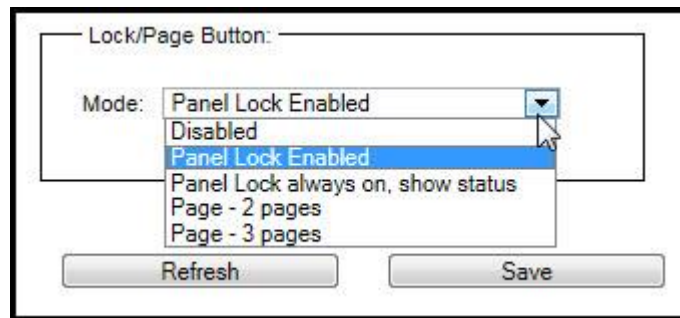 Lock/Page Button:
Mode: Panel Lock Enabled
Disabled
Panel Lock Enabled
Panel Lock always on, show status
Page - 2 pages
Page - 3 pages
Refresh Save